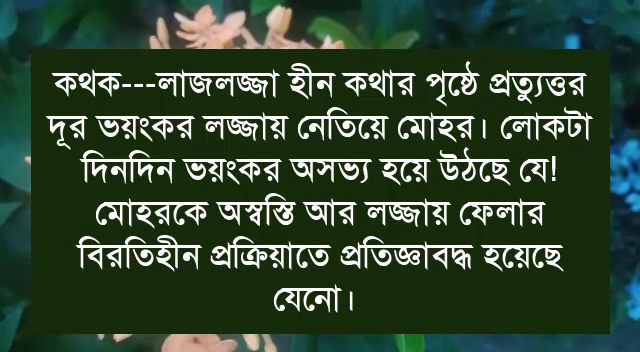 কথক---লাজলজ্জা হীন কথার পৃষ্ঠে প্রত্যুত্তর
দূর ভয়ংকর লজ্জায় নেতিয়ে মোহর। লোকটা
দিনদিন ভয়ংকর অসভ্য হয়ে উঠছে যে!
মোহরকে অস্বস্তি আর লজ্জায় ফেলার
বিরতিহীন প্রক্রিয়াতে প্রতিজ্ঞাবদ্ধ হয়েছে
যেনো।